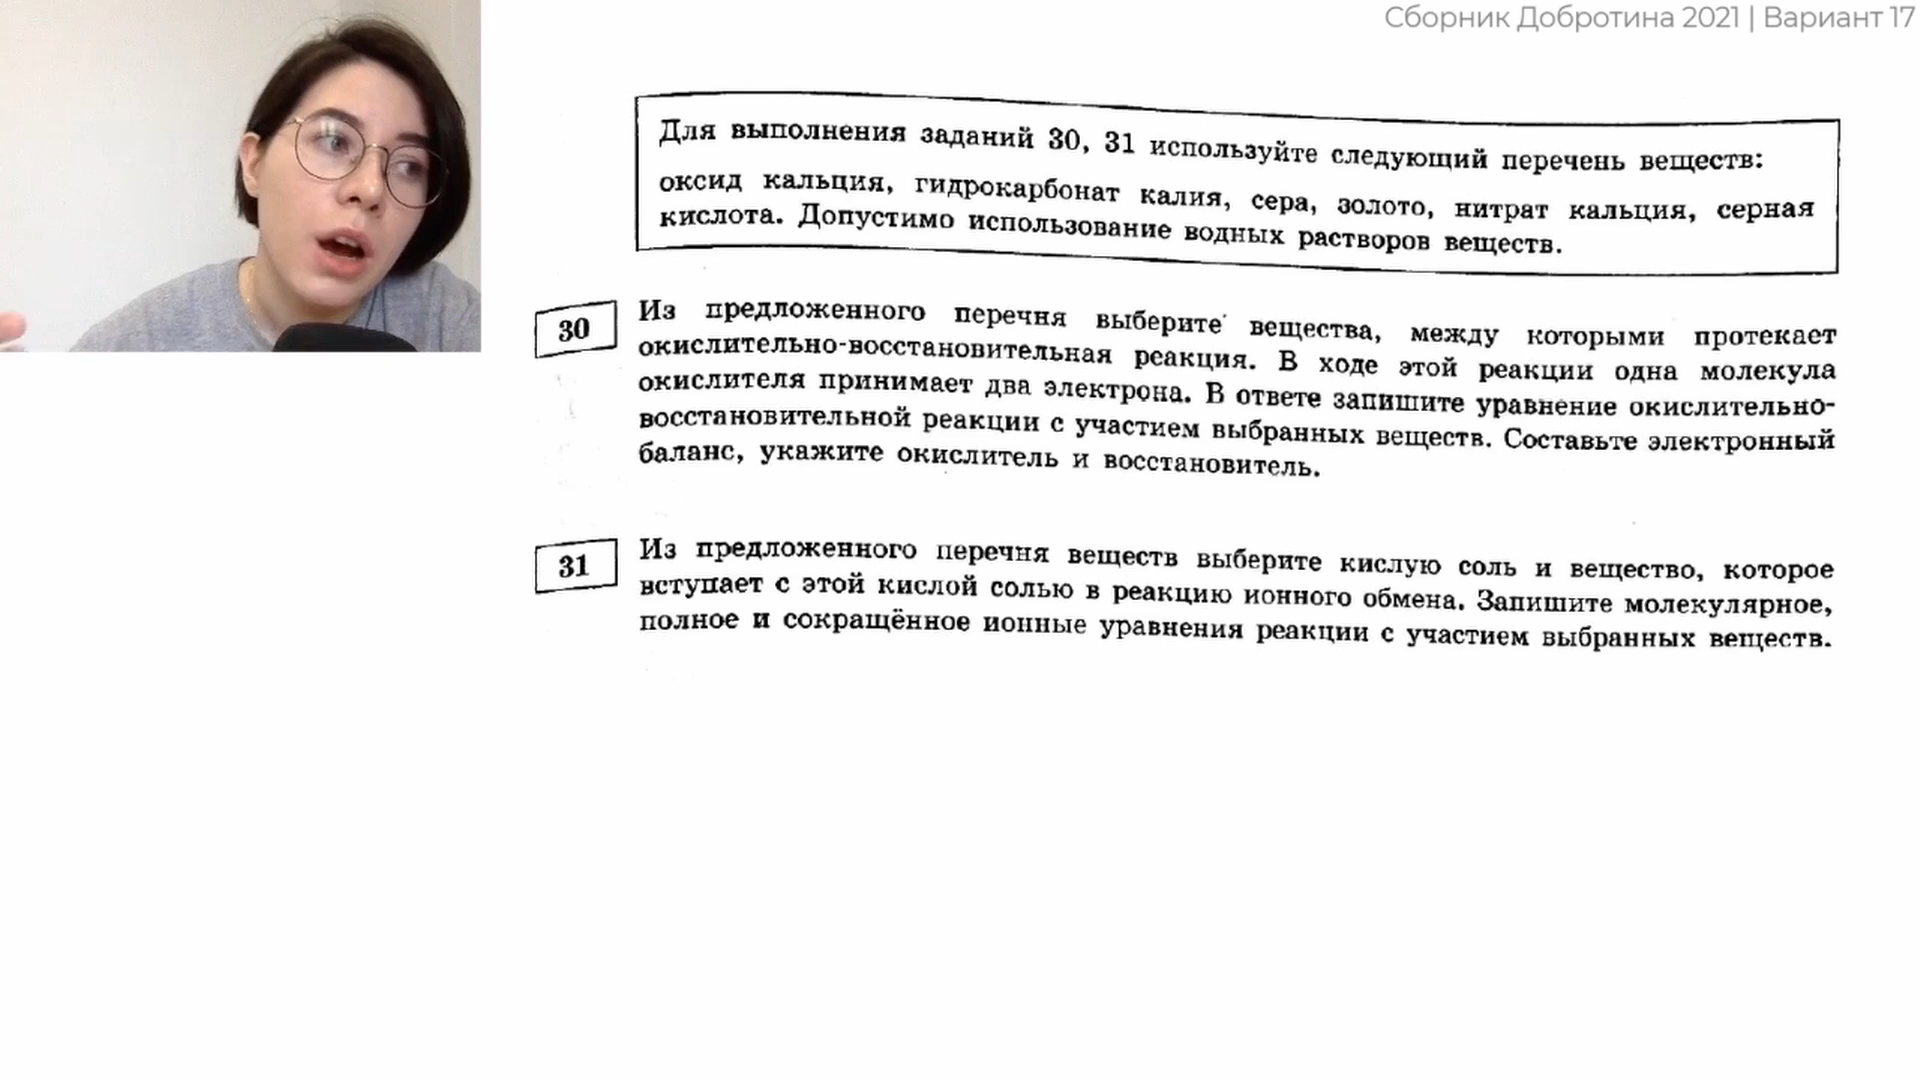 Сборник Добротина 2021 | Вариант 17
Для выполнения заданий 30, 31 используйте следующий перечень веществ:
оксид кальция, гидрокарбонат калия, сера, золото, нитрат кальция, серная
кислота. Допустимо использование водных растворов веществ.
30
Из предложенного перечня выберите вещества, между которыми протекает
окислительно-восстановительная реакция. В ходе этой реакции одна молекула
окислителя принимает два электрона. В ответе запишите уравнение окислительно-
восстановительной реакции с участием выбранных веществ. Составьте электронный
баланс, укажите окислитель и восстановитель.
31
Из предложенного перечня веществ выберите кислую соль и вещество, которое
вступает с этой кислой солью в реакцию ионного обмена. Запишите молекулярное,
полное и сокращённое ионные уравнения реакции с участием выбранных веществ.